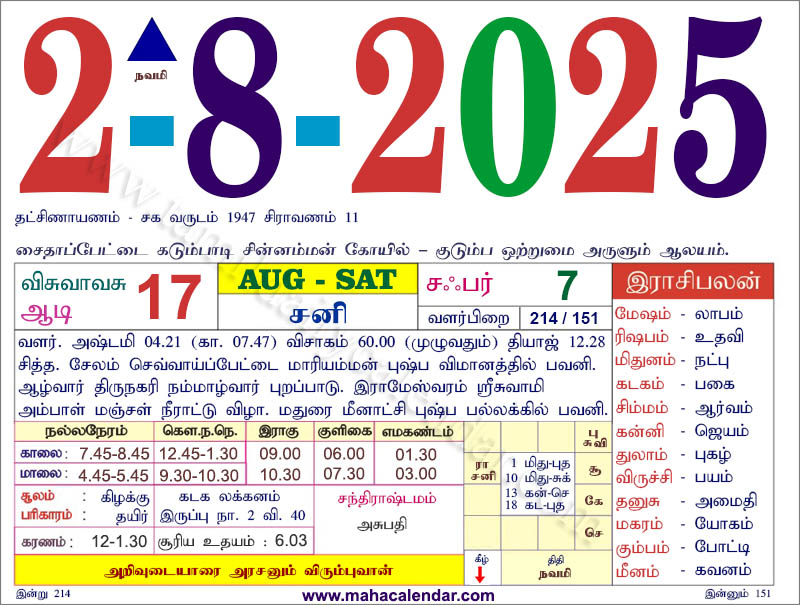 2-8-2025
நவமி
தட்சிணாயணம் - சக வருடம் 1947 சிராவணம் 11
சைதாப்பேட்டை கடும்பாடி சின்னம்மன் கோயில் – குடும்ப ஒற்றுமை அருளும் ஆலயம்.
விசுவாவசு
ஆடி
17
AUG - SAT
சனி
சஃபர் 7
வளர்பிறை 214 / 151
வளர். அஷ்டமி 04.21 (கா. 07.47) விசாகம் 60.00 (முழுவதும்) தியாஜ் 12.28
சித்த. சேலம் செவ்வாய்ப்பேட்டை மாரியம்மன் புஷ்ப விமானத்தில் பவனி.
ஆழ்வார் திருநகரி நம்மாழ்வார் புறப்பாடு. இராமேஸ்வரம் ஸ்ரீசுவாமி
அம்பாள் மஞ்சள் நீராட்டு விழா. மதுரை மீனாட்சி புஷ்ப பல்லக்கில் பவனி.
இராசிபலன்
மேஷம் - லாபம்
ரிஷபம் - உதவி
மிதுனம் - நட்பு
கடகம் - பகை
சிம்மம் - ஆர்வம்
கன்னி - ஜெயம்
துலாம் - புகழ்
விருச்சி - பயம்
தனுசு - அமைதி
மகரம் - யோகம்
கும்பம் - போட்டி
மீனம் - கவனம்
நல்லநேரம் கௌ.ந.நெ. இராகு குளிகை எமகண்டம்
காலை: 7.45-8.45 12.45-1.30 09.00 06.00 01.30
மாலை: 4.45-5.45 9.30-10.30 10.30 07.30 03.00
சூலம் : கிழக்கு
பரிகாரம் : தயிர்
கடக லக்கனம்
இருப்பு நா. 2 வி. 40
சந்திராஷ்டமம்
அசுபதி
கரணம்: 12-1.30 சூரிய உதயம் : 6.03
பு
சுவி
ரா
சனி
1 மிது-புத
10 மிது-சுக்
13 கன்-செ
18 கட-புத
சூ
கே
செ
கீழ்
திதி
நவமி
அறிவுடையாரை அரசனும் விரும்புவான்
இன்று 214
www.mahacalendar.com
இன்னும் 151